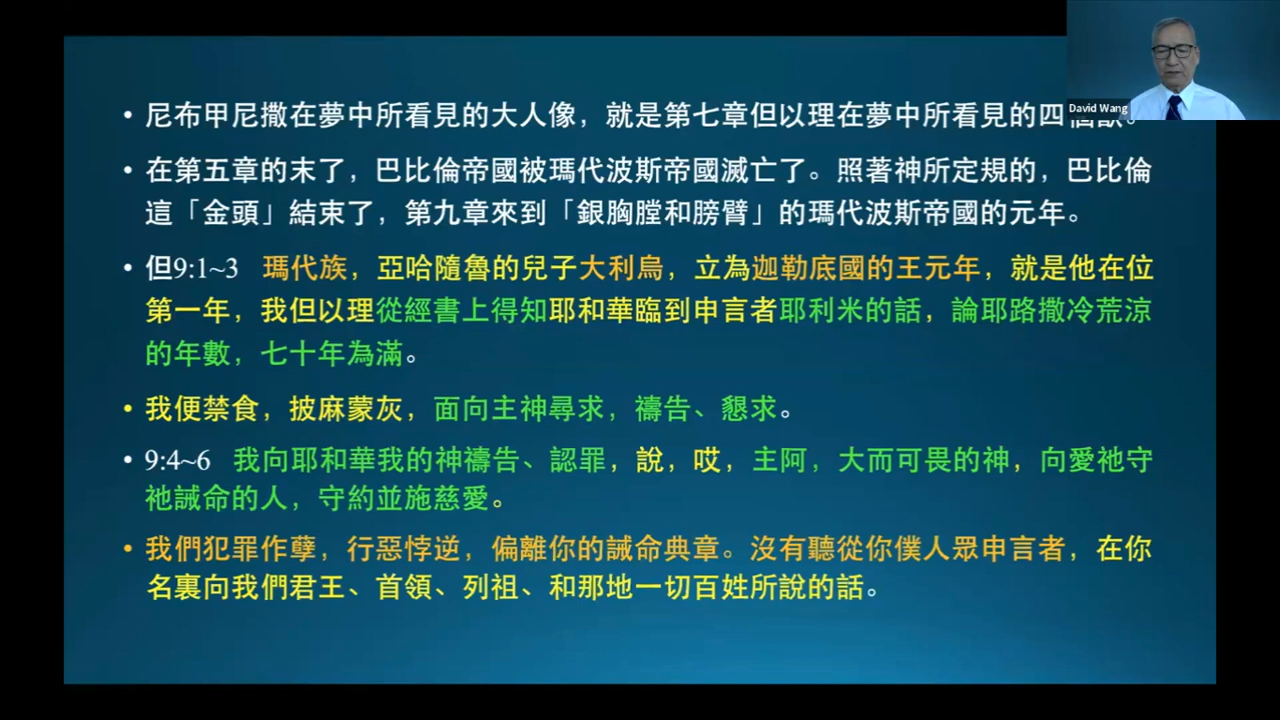 • 尼布甲尼撒在夢中所看見的大人像，就是第七章但以理在夢中所看見的四個獸。
• 在第五章的末了，巴比倫帝國被瑪代波斯帝國滅亡了。照著神所定規的，巴比倫
這「金頭」結束了，第九章來到「銀胸膛和膀臂」的瑪代波斯帝國的元年。
• 但9:1~3 瑪代族，亞哈隨魯的兒子大利烏，立為迦勒底國的王元年，就是他在位
第一年，我但以理從經書上得知耶和華臨到申言者耶利米的話，論耶路撒冷荒涼
的年數，七十年為滿。
• 我便禁食，披麻蒙灰，面向主神尋求，禱告、懇求。
• 9:4~6 我向耶和華我的神禱告、認罪，說，哎，主阿，大而可畏的神，向愛祂守
祂誡命的人，守約並施慈愛。
• 我們犯罪作孽，行惡悖逆，偏離你的誡命典章。沒有聽從你僕人眾申言者，在你
名裏向我們君王、首領、列祖、和那地一切百姓所說的話。
David Wang